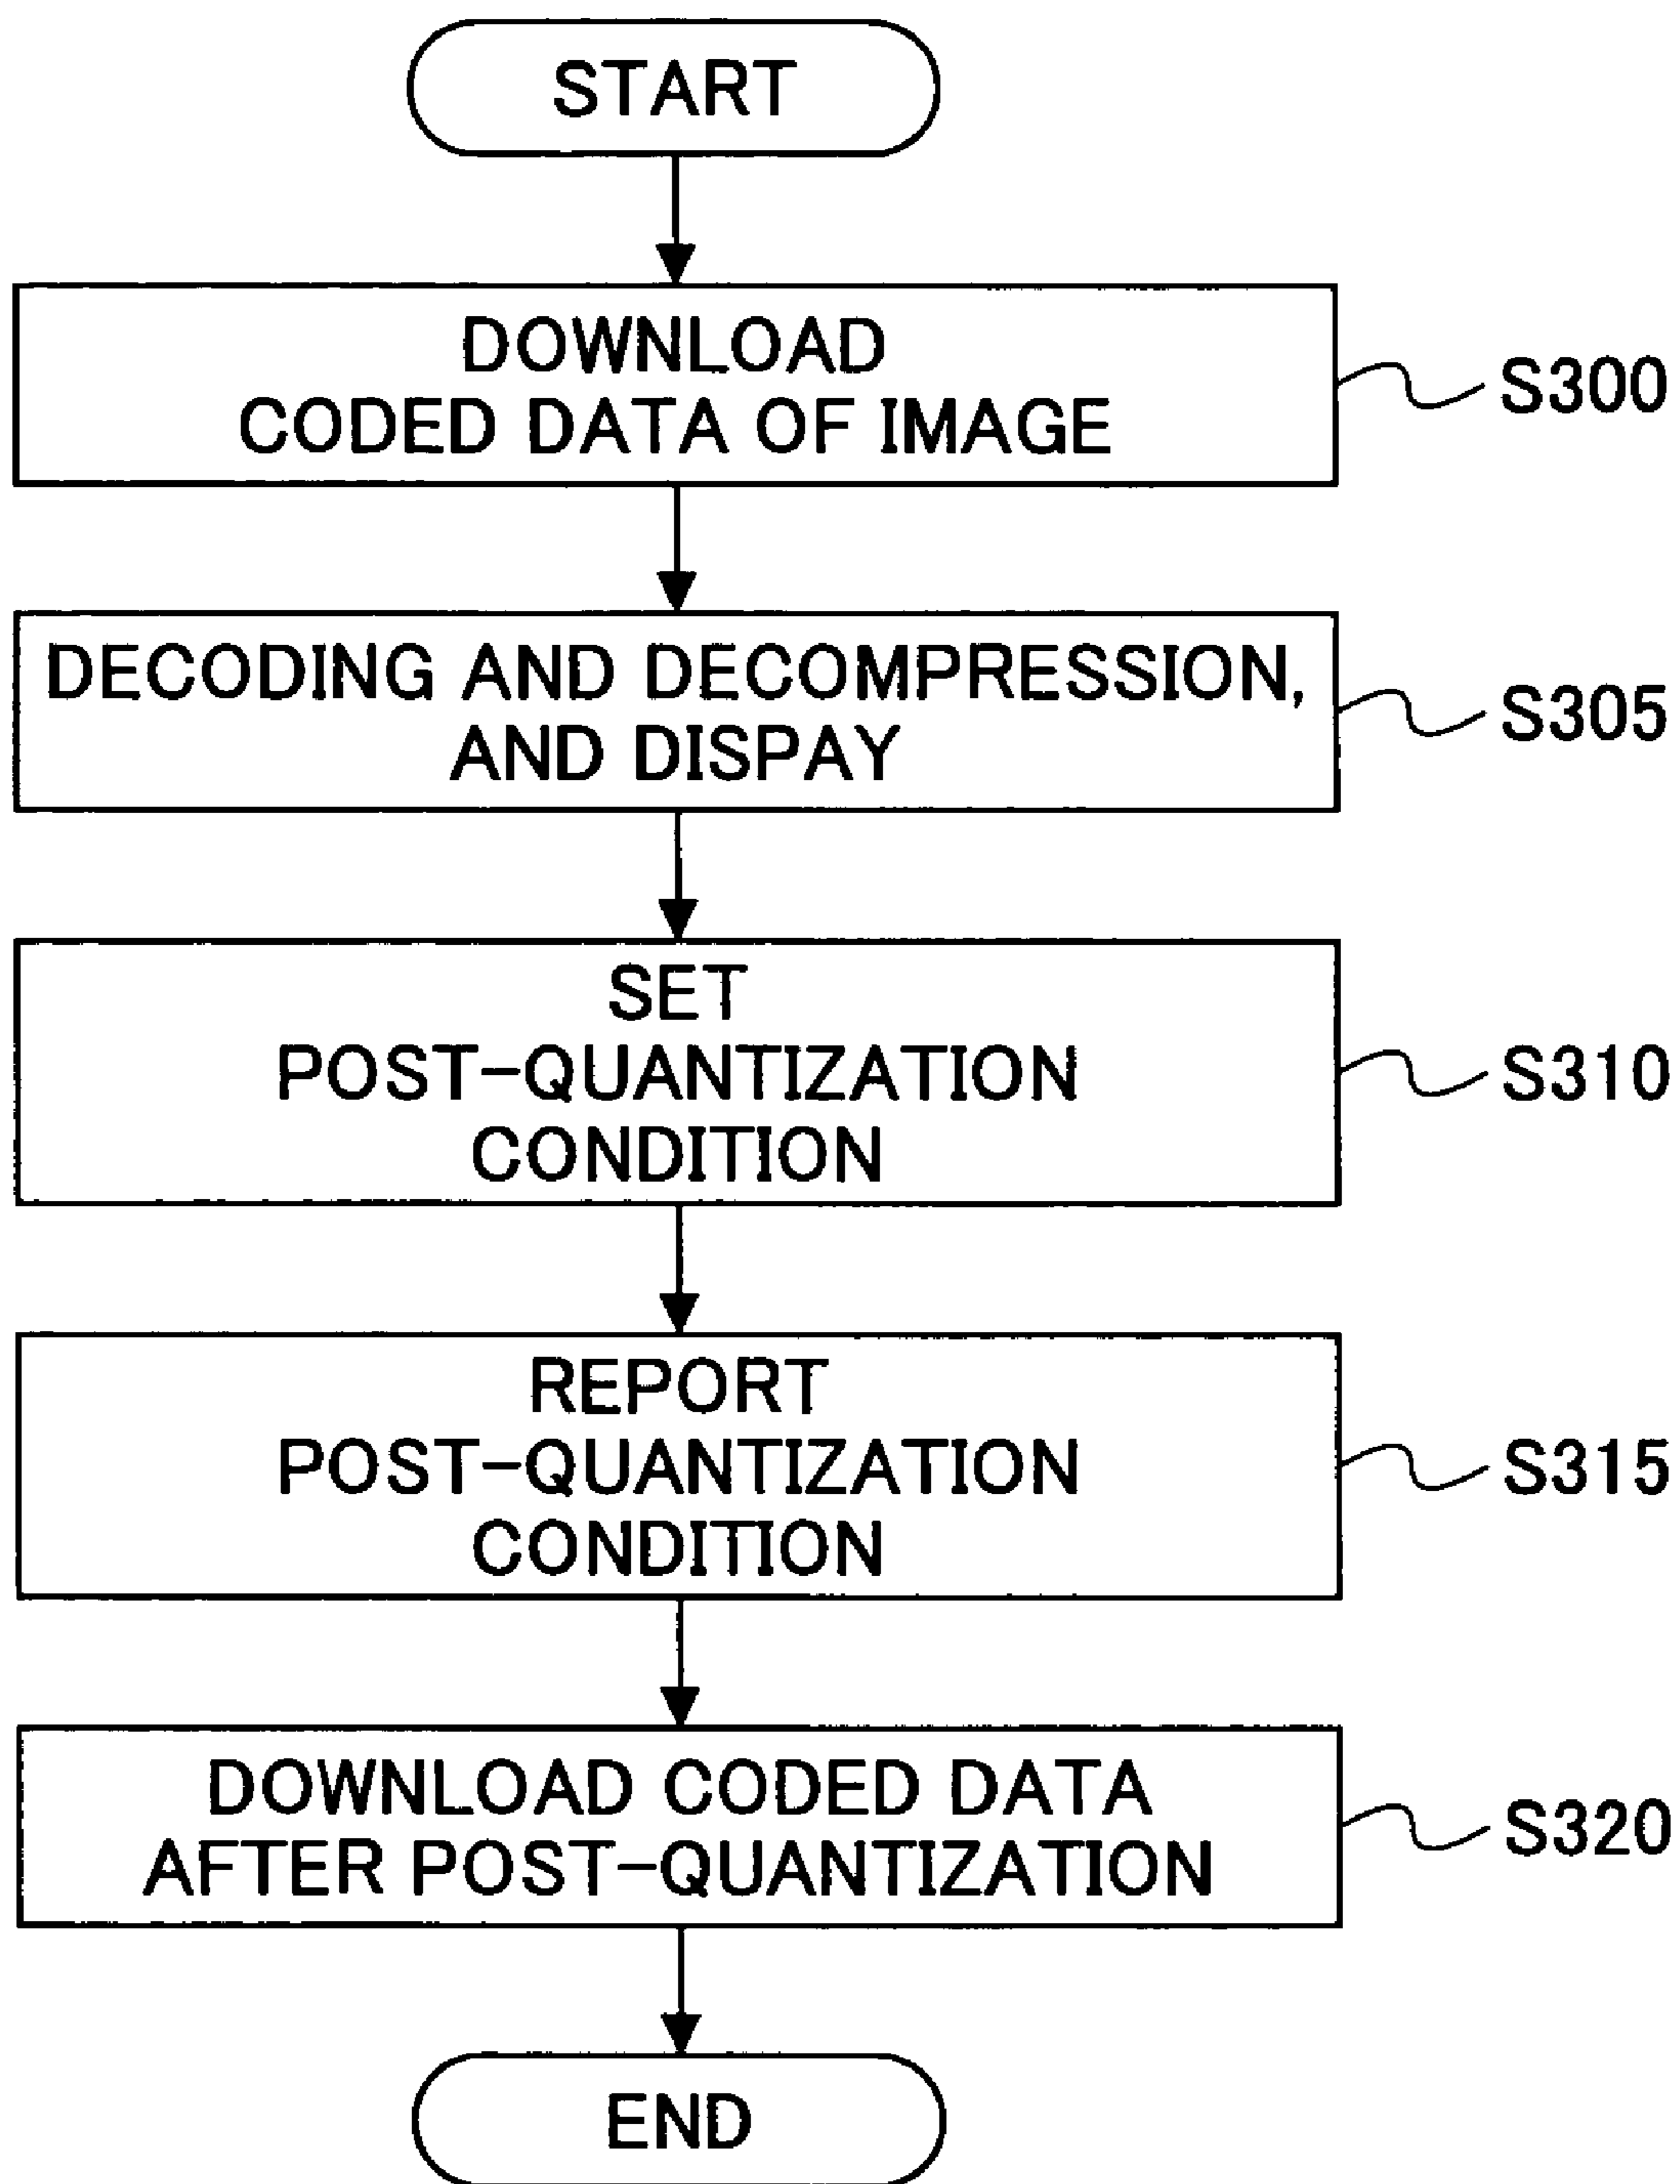 START
DOWNLOAD
CODED DATA OF IMAGE
S300
DECODING AND DECOMPRESSION,
AND DISPAY
S305
SET
POST-QUANTIZATION
CONDITION
S310
REPORT
POST-QUANTIZATION
CONDITION
S315
DOWNLOAD CODED DATA
AFTER POST-QUANTIZATION
S320
END